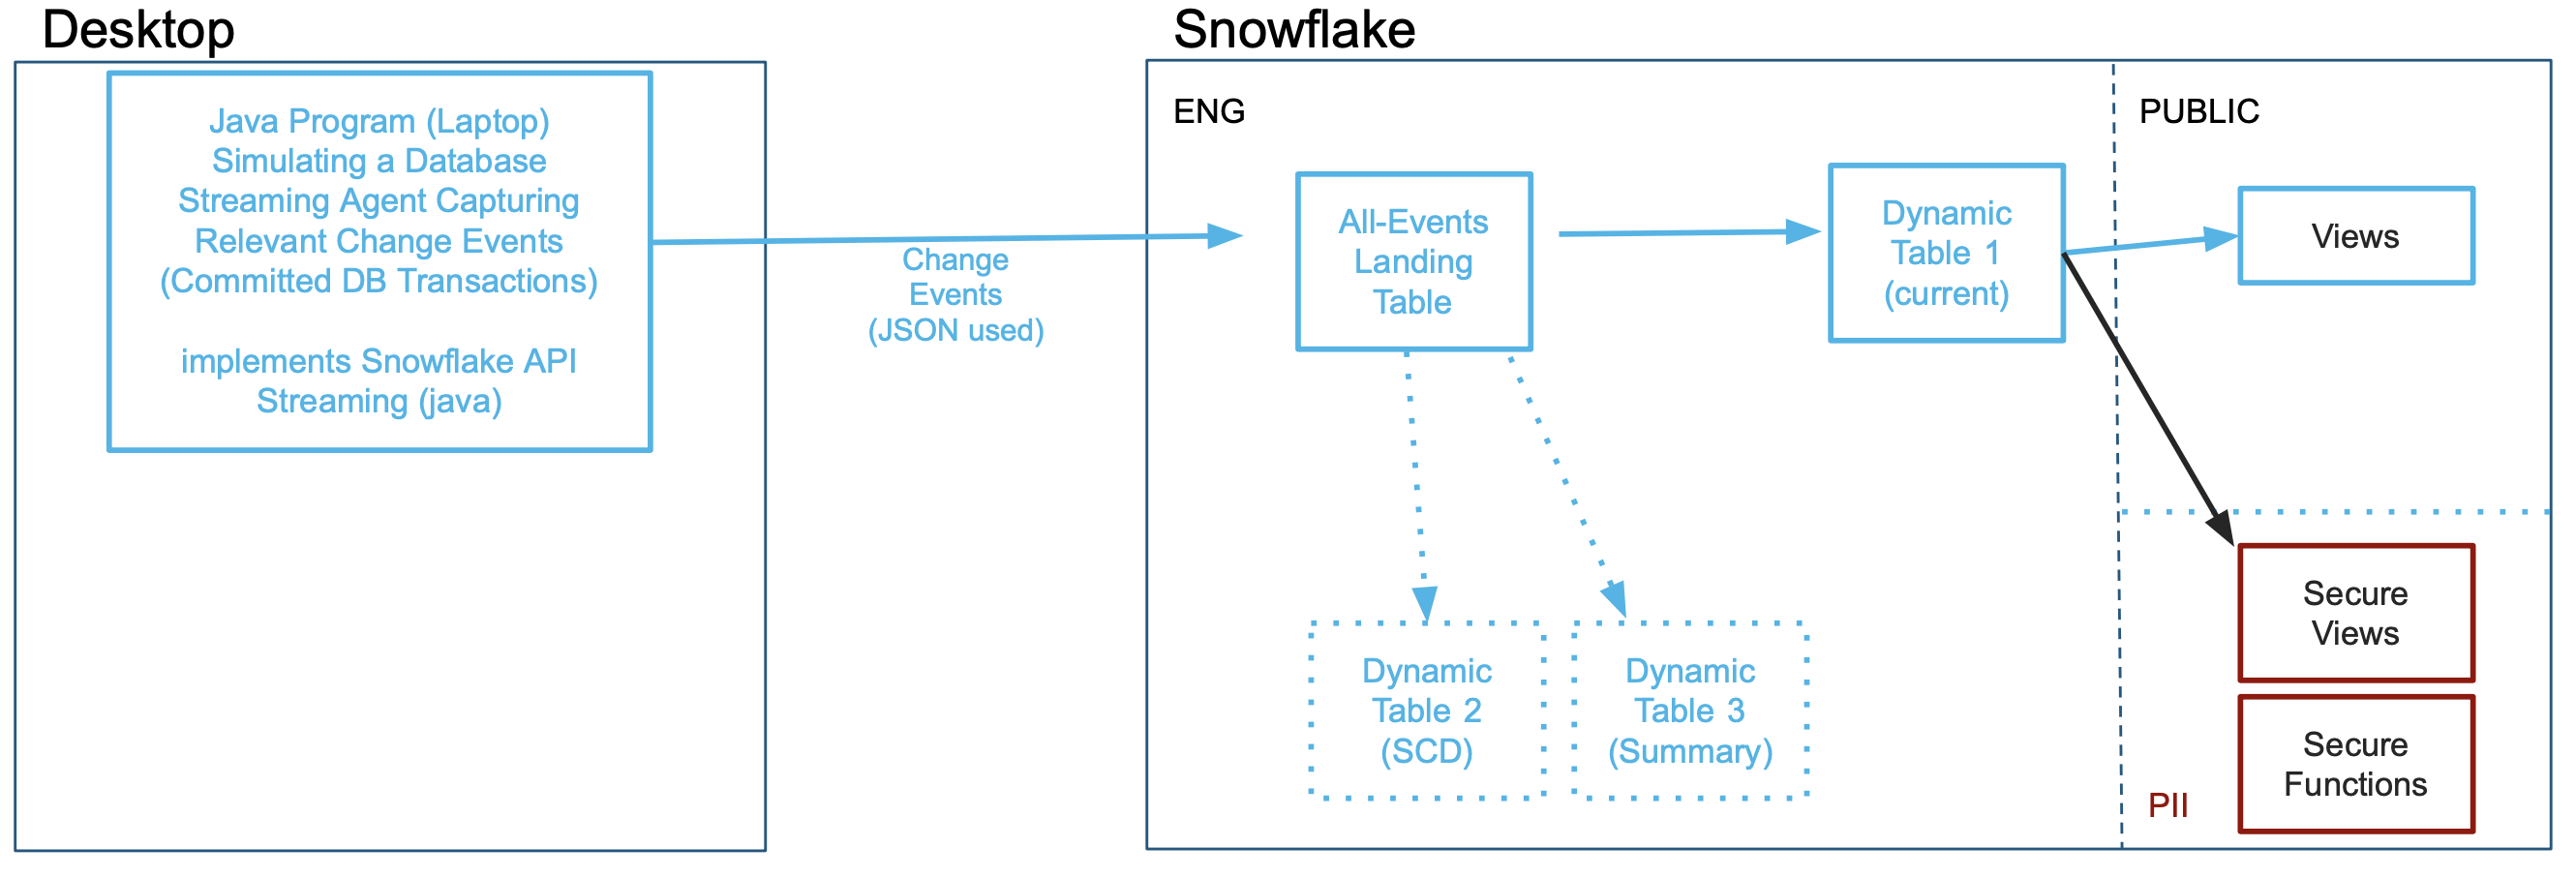 Desktop
Java Program (Laptop)
Simulating a Database
Streaming Agent Capturing
Relevant Change Events
(Committed DB Transactions)
implements Snowflake API
Streaming (java)
Change
Events
(JSON used)
Snowflake
ENG
All-Events
Landing
Table
Dynamic
Table 1
(current)
Dynamic
Table 2
(SCD)
Dynamic
Table 3
(Summary)
PUBLIC
Views
Secure
Views
Secure
Functions
PII